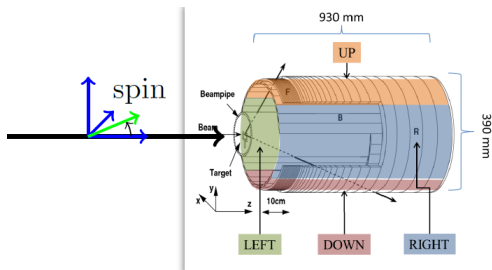 930 mm
UP
spin
Beampipe
F
B
Beam
R
390 mm
Target
y
x
z
10cm
LEFT
DOWN
RIGHT